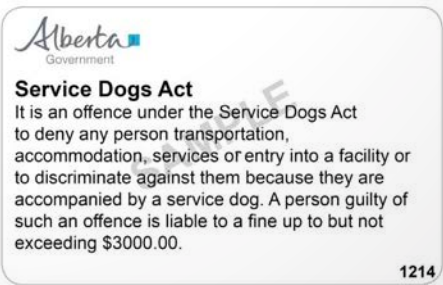 Alberta
Government
Service Dogs Act
It is an offence under the Service Dogs Act
to deny any person transportation,
accommodation, services or entry into a facility or
to discriminate against them because they are
accompanied by a service dog. A person guilty of
such an offence is liable to a fine up to but not
exceeding $3000.00.
SAMPLE
1214